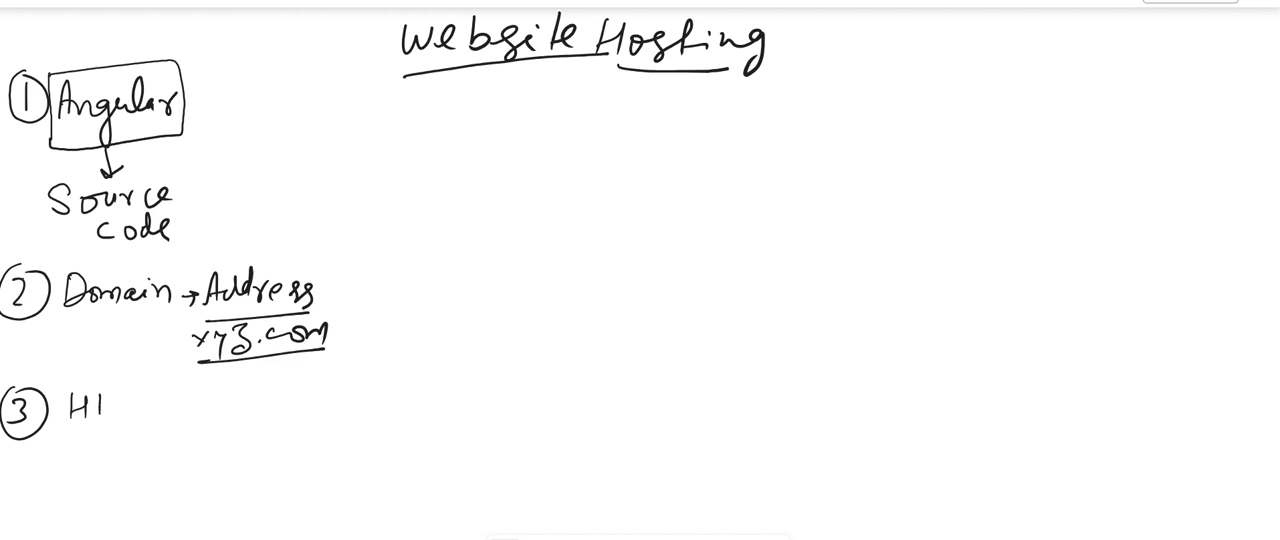 Website Hosting
① Angular
Source
code
② Domain → Address
xyz.com
③ HI